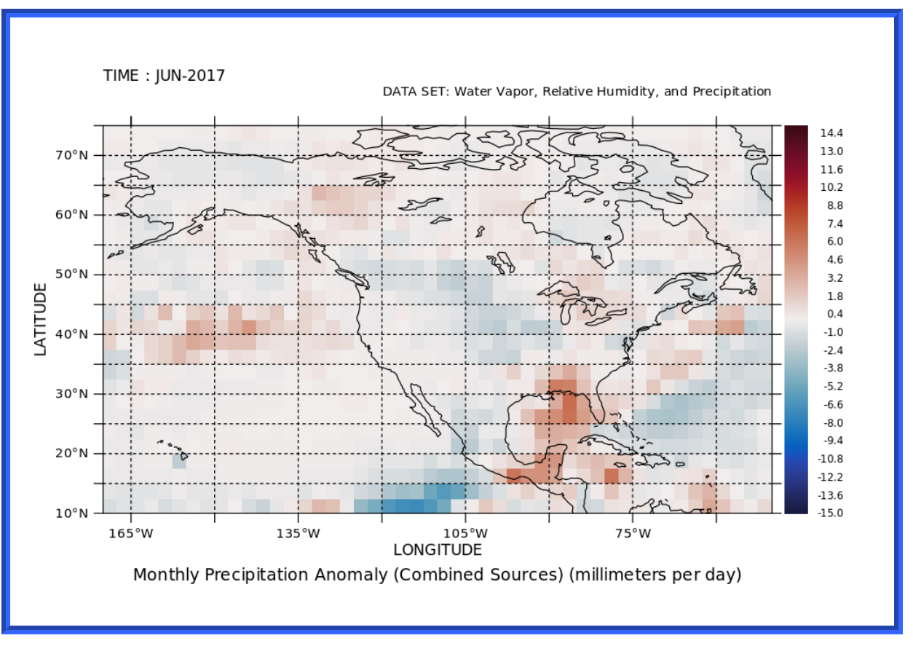 TIME : JUN-2017
DATA SET: Water Vapor, Relative Humidity, and Precipitation
70°N
60°N
50°N
40°N
30°N
20°N
10°N
LATITUDE
165°W
135°W
105°W
75°W
LONGITUDE
14.4
13.0
11.6
10.2
8.8
7.4
6.0
4.6
3.2
1.8
0.4
-1.0
-2.4
-3.8
-5.2
-6.6
-8.0
-9.4
-10.8
-12.2
-13.6
-15.0
Monthly Precipitation Anomaly (Combined Sources) (millimeters per day)